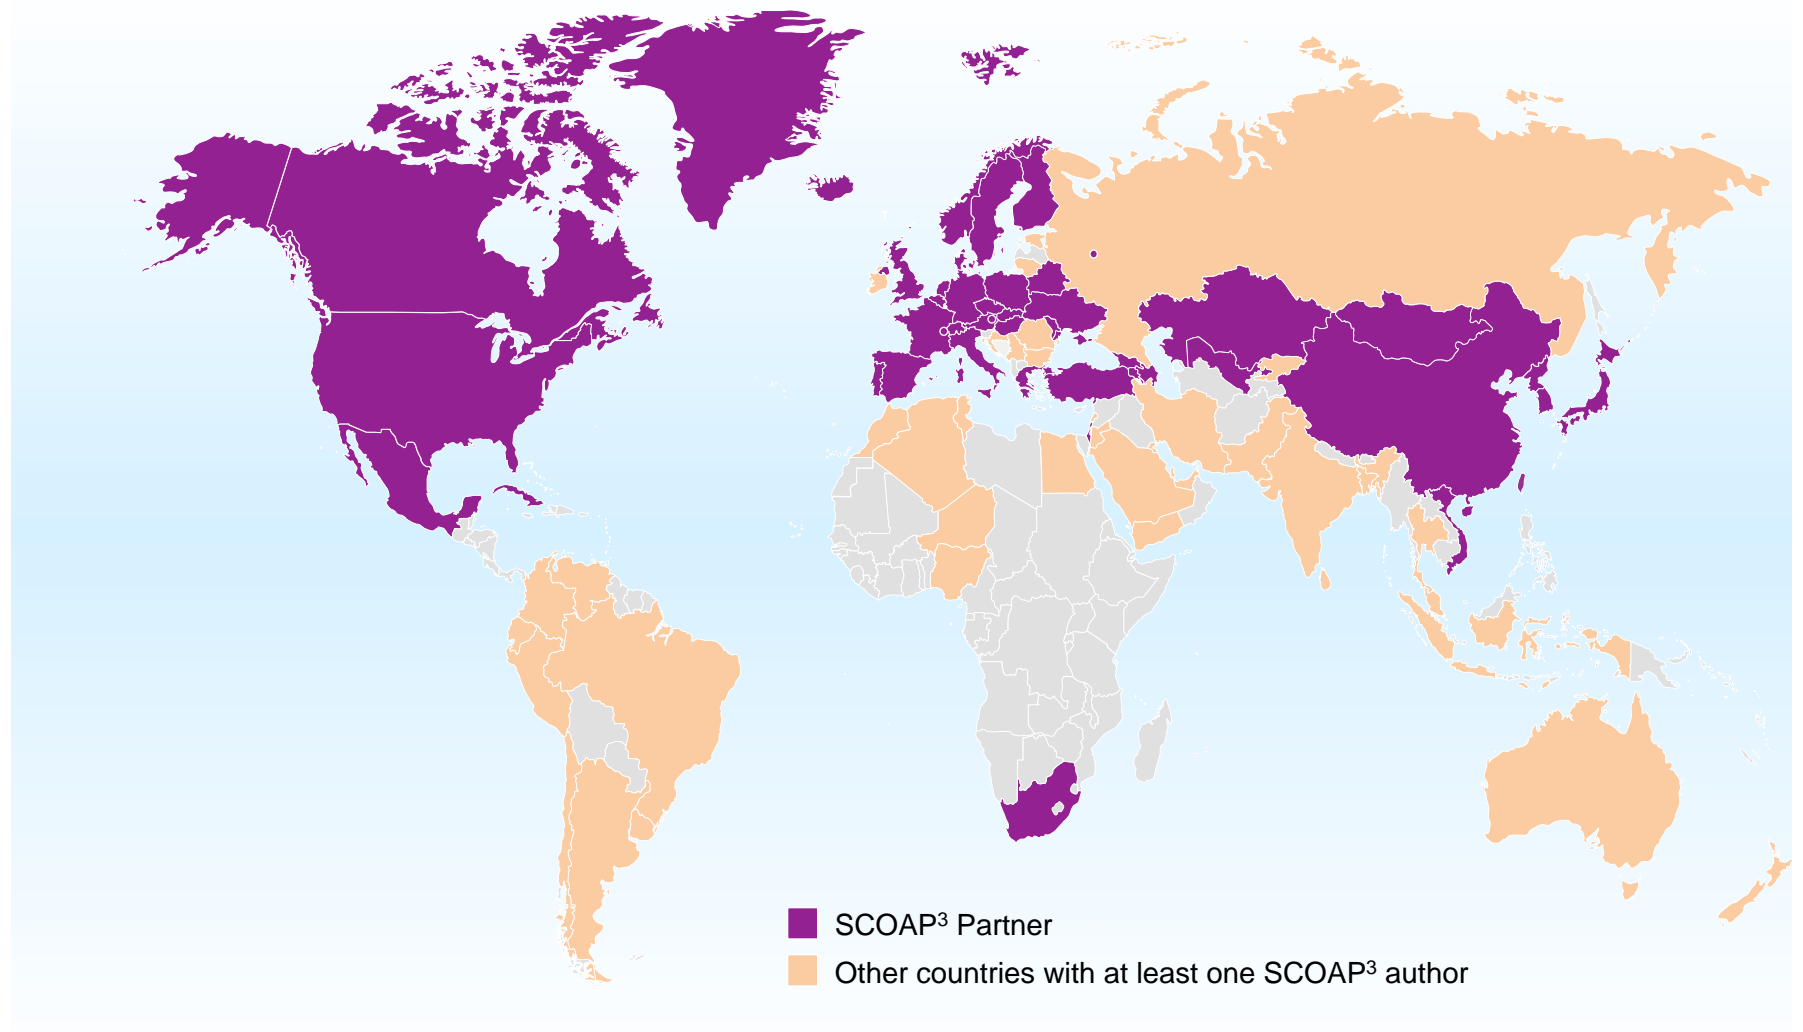 SCOAP³ Partner
Other countries with at least one SCOAP³ author